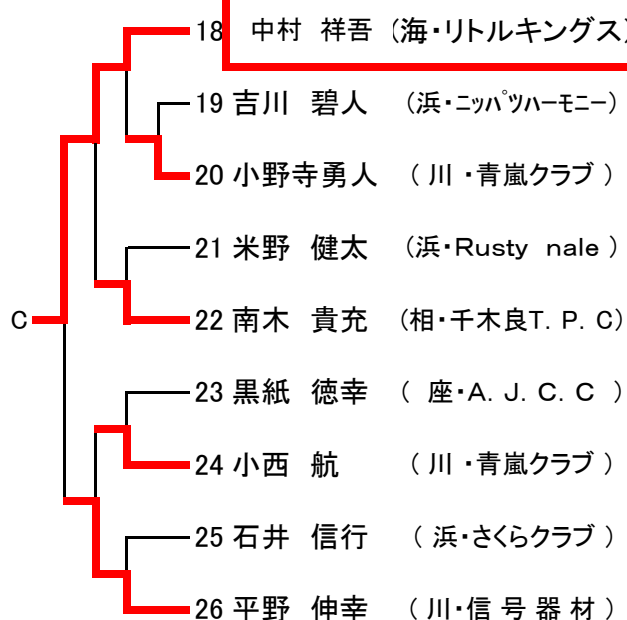 18 中村 祥吾 (海・リトルキングス)
19 吉川 碧人 (浜・ニッパツハーモニー)
20 小野寺勇人 (川・青嵐クラブ)
21 米野 健太 (浜・Rusty nale)
C 22 南木 貴充 (相・千木良T.P.C)
23 黒紙 徳幸 (座・A.J.C.C)
24 小西 航 (川・青嵐クラブ)
25 石井 信行 (浜・さくらクラブ)
26 平野 伸幸 (川・信号器材)